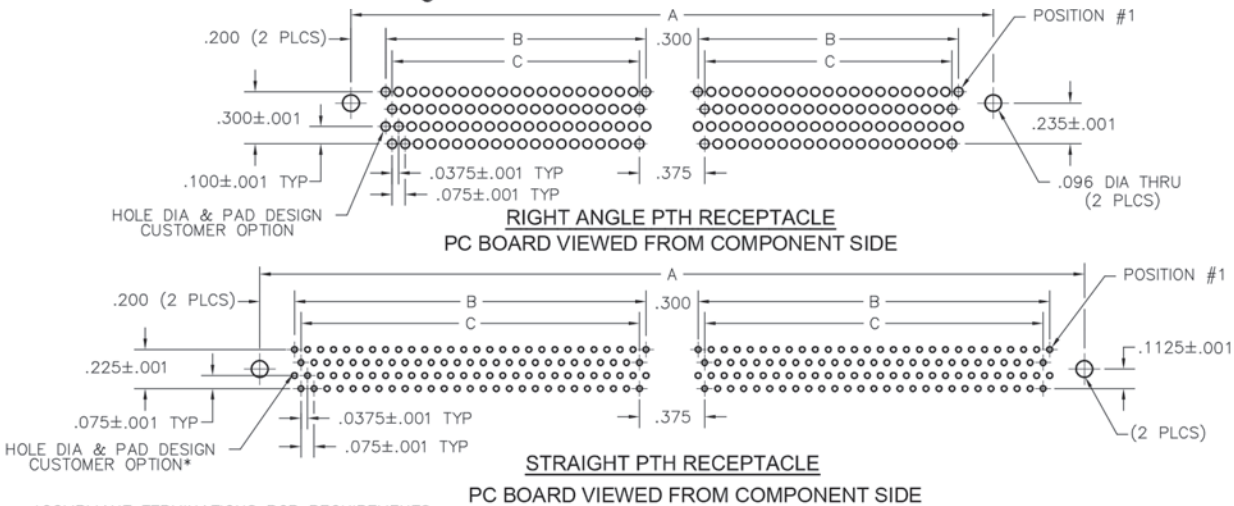 A
POSITION #1
.200 (2 PLCS)
B
.300
B
C
C
.300±.001
.235±.001
.100±.001 TYP
.0375±.001 TYP
.375
.075±.001 TYP
.096 DIA THRU
(2 PLCS)
HOLE DIA & PAD DESIGN
CUSTOMER OPTION
RIGHT ANGLE PTH RECEPTACLE
PC BOARD VIEWED FROM COMPONENT SIDE
A
POSITION #1
.200 (2 PLCS)
B
.300
B
C
C
.225±.001
.1125±.001
.075±.001 TYP
.0375±.001 TYP
.375
.075±.001 TYP
(2 PLCS)
HOLE DIA & PAD DESIGN
CUSTOMER OPTION*
STRAIGHT PTH RECEPTACLE
PC BOARD VIEWED FROM COMPONENT SIDE